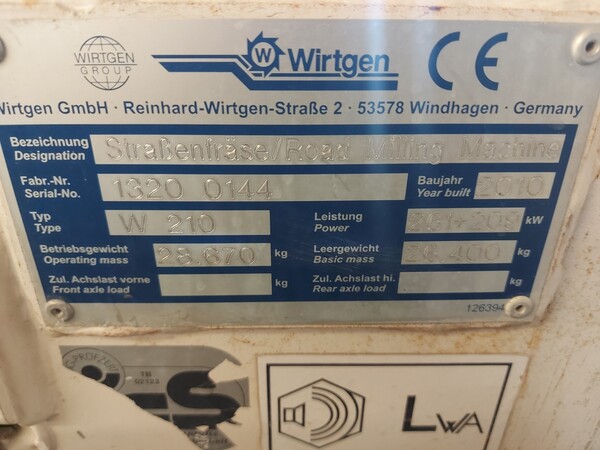 WIRTGEN
GROUP
Wirtgen
CE
Wirtgen GmbH · Reinhard-Wirtgen-Straße 2 · 53578 Windhagen · Germany
Bezeichnung
Designation
Straßenfräse/Road Milling Machine
Fabr.-Nr.
Serial-No.
1320 0144
Baujahr
Year built
2010
Typ
Type
W 210
Leistung
Power
kW
Betriebsgewicht
Operating mass
28.670 kg
Leergewicht
Basic mass
kg
Zul. Achslast vorne
Front axle load
kg
Zul. Achslast hi.
Rear axle load
kg
126394
TB
02123
LWA